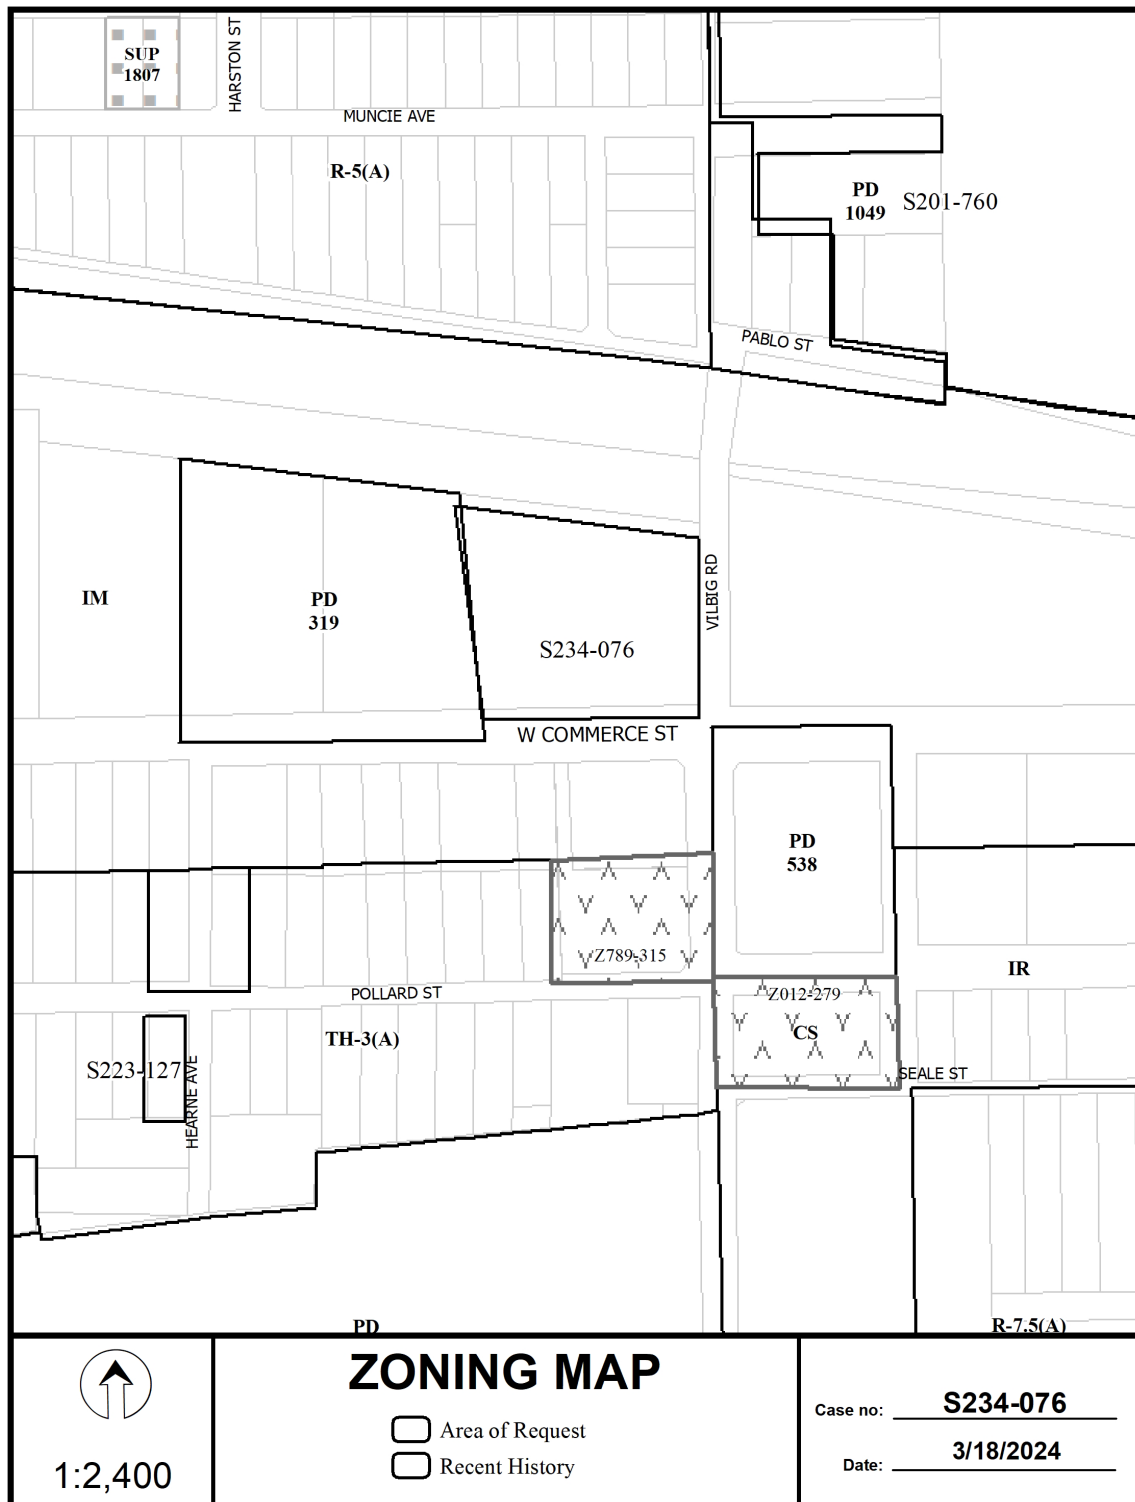 SUP
1807
HARSTON ST
MUNCIE AVE
R-5(A)
PD
1049
S201-760
PABLO ST
IM
PD
319
VILBIG RD
S234-076
W COMMERCE ST
PD
538
Z789-315
IR
POLLARD ST
Z012-279
TH-3(A)
CS
S223-127
HEARNE AVE
SEALE ST
PD
R-7.5(A)
ZONING MAP
Area of Request
Recent History
1:2,400
Case no: S234-076
Date: 3/18/2024